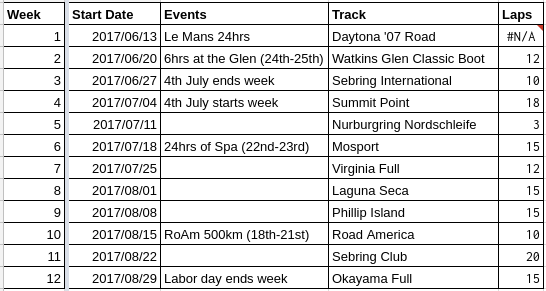 Week Start Date Events Track Laps
1 2017/06/13 Le Mans 24hrs Daytona '07 Road #N/A
2 2017/06/20 6hrs at the Glen (24th-25th) Watkins Glen Classic Boot 12
3 2017/06/27 4th July ends week Sebring International 10
4 2017/07/04 4th July starts week Summit Point 18
5 2017/07/11 Nurburgring Nordschleife 3
6 2017/07/18 24hrs of Spa (22nd-23rd) Mosport 15
7 2017/07/25 Virginia Full 12
8 2017/08/01 Laguna Seca 15
9 2017/08/08 Phillip Island 15
10 2017/08/15 RoAm 500km (18th-21st) Road America 10
11 2017/08/22 Sebring Club 20
12 2017/08/29 Labor day ends week Okayama Full 15